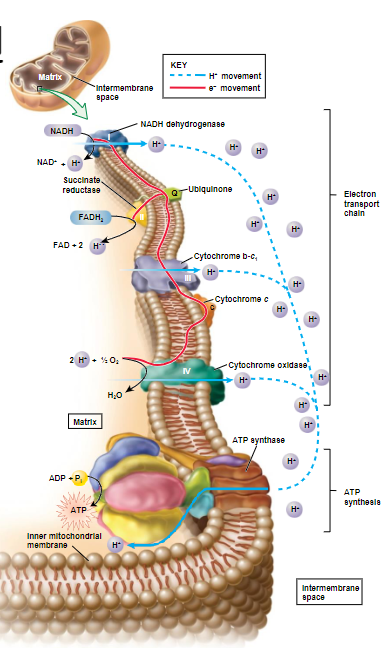 Matrix
Intermembrane
space
KEY
H⁺ movement
e⁻ movement
NADH
I
NADH dehydrogenase
H⁺
H⁺
H⁺
NAD⁺ + H⁺
Succinate
reductase
Q
Ubiquinone
H⁺
Electron
transport
chain
FADH₂
II
H⁺
H⁺
FAD + 2 H⁺
Cytochrome b-c₁
III
H⁺
H⁺
Cytochrome c
C
H⁺
H⁺
2 H⁺ + ½ O₂
IV
Cytochrome oxidase
H⁺
H⁺
H₂O
H⁺
H⁺
Matrix
ATP synthase
H⁺
ADP + Pᵢ
ATP
synthesis
ATP
H⁺
Inner mitochondrial
membrane
H⁺
Intermembrane
space